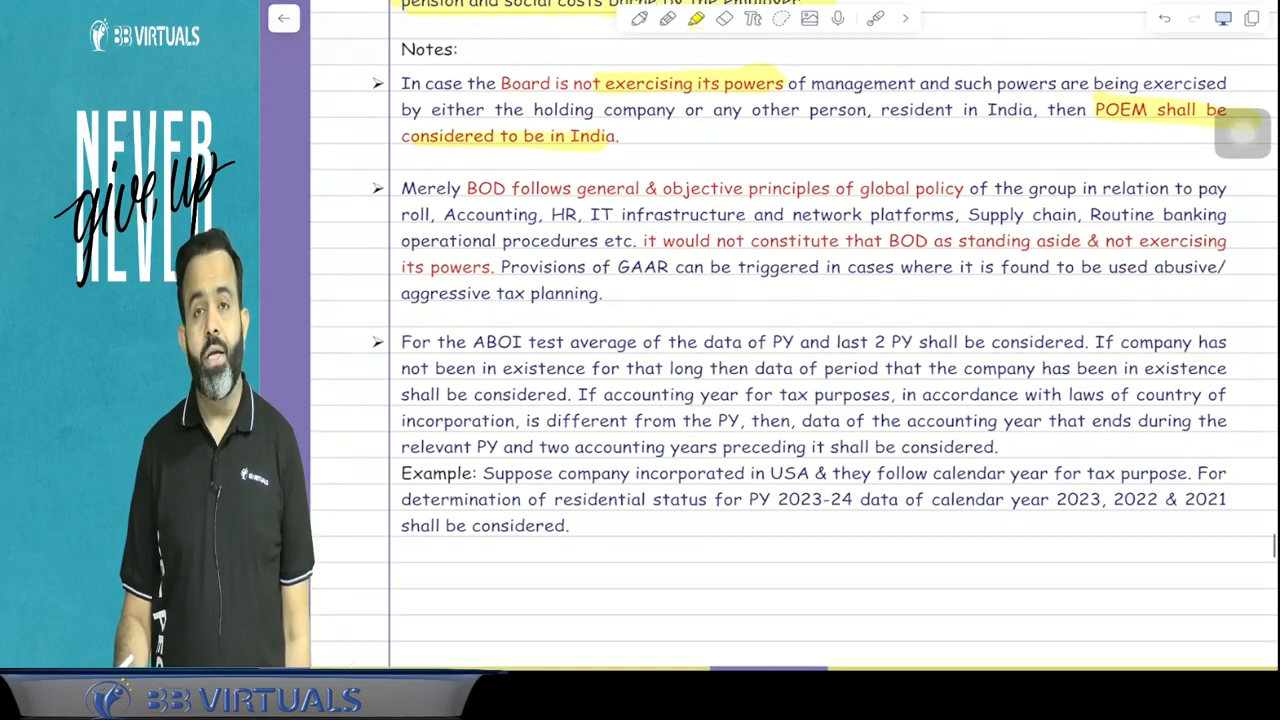 BB VIRTUALS
NEVER
give up
NEVER
pension and social costs borne by the employer.
Notes:
In case the Board is not exercising its powers of management and such powers are being exercised
by either the holding company or any other person, resident in India, then POEM shall be
considered to be in India.
Merely BOD follows general & objective principles of global policy of the group in relation to pay
roll, Accounting, HR, IT infrastructure and network platforms, Supply chain, Routine banking
operational procedures etc. it would not constitute that BOD as standing aside & not exercising
its powers. Provisions of GAAR can be triggered in cases where it is found to be used abusive/
aggressive tax planning.
For the ABOI test average of the data of PY and last 2 PY shall be considered. If company has
not been in existence for that long then data of period that the company has been in existence
shall be considered. If accounting year for tax purposes, in accordance with laws of country of
incorporation, is different from the PY, then, data of the accounting year that ends during the
relevant PY and two accounting years preceding it shall be considered.
Example: Suppose company incorporated in USA & they follow calendar year for tax purpose. For
determination of residential status for PY 2023-24 data of calendar year 2023, 2022 & 2021
shall be considered.
BB VIRTUALS
BB VIRTUALS